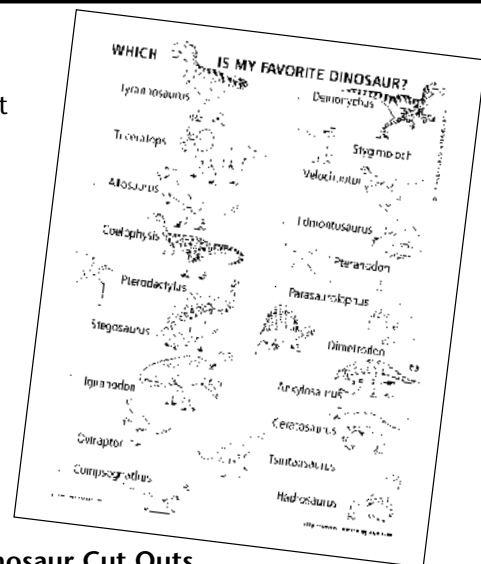 t
WHICH IS MY FAVORITE DINOSAUR?
Tyrannosaurus
Deinonychus
Triceratops
Stygimoloch
Allosaurus
Velociraptor
Coelophysis
Edmontosaurus
Pteranodon
Pterodactylus
Parasaurolophus
Stegosaurus
Dimetrodon
Iguanodon
Ankylosaurus
Ceratosaurus
Oviraptor
Tsintaosaurus
Compsognathus
Hadrosaurus
nosaur Cut Outs